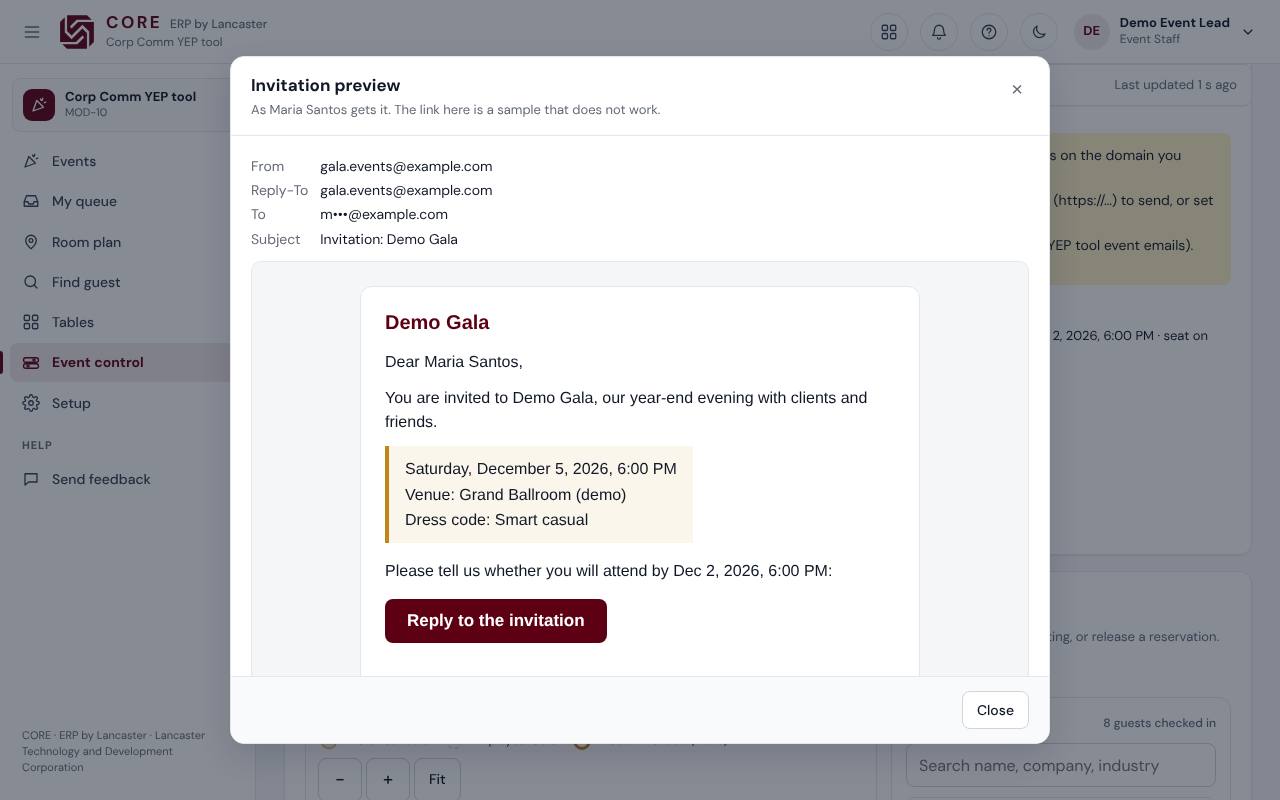 CORE ERP by Lancaster
Corp Comm YEP tool
DE
Demo Event Lead
Event Staff
Corp Comm YEP tool
MOD-10
Events
My queue
Room plan
Find guest
Tables
Event control
Setup
HELP
Send feedback
CORE · ERP by Lancaster · Lancaster
Technology and Development
Corporation
Invitation preview
As Maria Santos gets it. The link here is a sample that does not work.
×
From gala.events@example.com
Reply-To gala.events@example.com
To m•••@example.com
Subject Invitation: Demo Gala
Demo Gala
Dear Maria Santos,
You are invited to Demo Gala, our year-end evening with clients and
friends.
Saturday, December 5, 2026, 6:00 PM
Venue: Grand Ballroom (demo)
Dress code: Smart casual
Please tell us whether you will attend by Dec 2, 2026, 6:00 PM:
Reply to the invitation
Close
Last updated 1 s ago
s on the domain you
(https://…) to send, or set
YEP tool event emails).
2, 2026, 6:00 PM · seat on
ting, or release a reservation.
8 guests checked in
Search name, company, industry
− + Fit